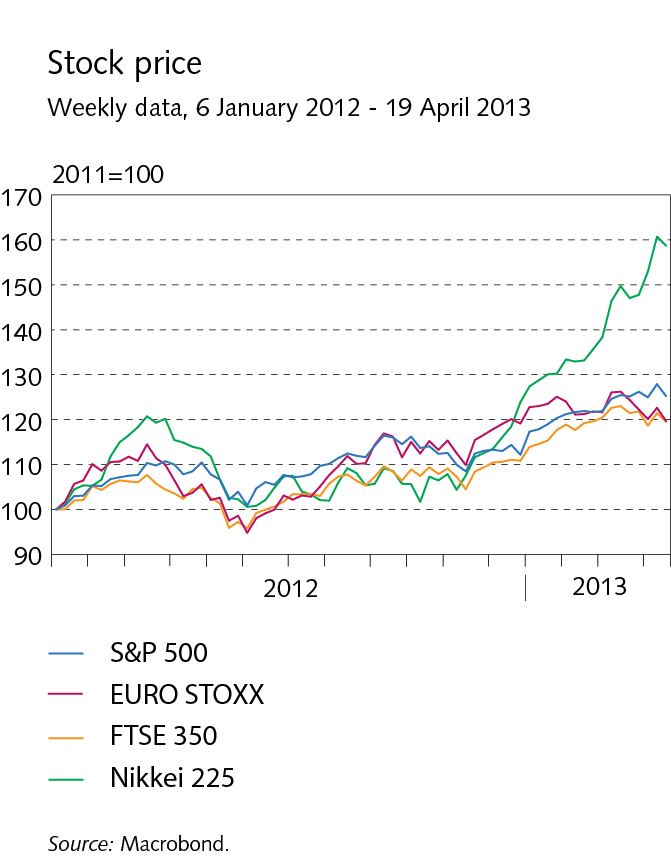 Stock price
Weekly data, 6 January 2012 - 19 April 2013
2011=100
170
160
150
140
130
120
110
100
90
2012
2013
S&P 500
EURO STOXX
FTSE 350
Nikkei 225
Source: Macrobond.